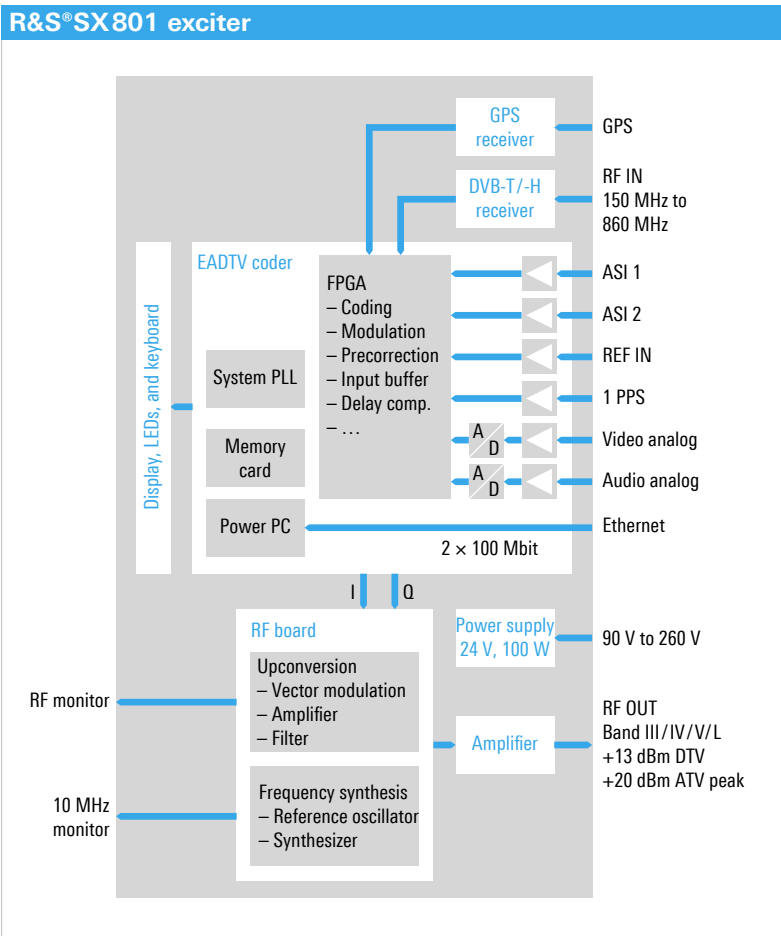 R&S®SX801 exciter
GPS
receiver
GPS
DVB-T/-H
receiver
RF IN
150 MHz to
860 MHz
Display, LEDs, and keyboard
EADTV coder
System PLL
Memory
card
Power PC
FPGA
– Coding
– Modulation
– Precorrection
– Input buffer
– Delay comp.
– …
A
D
A
D
ASI 1
ASI 2
REF IN
1 PPS
Video analog
Audio analog
Ethernet
2 × 100 Mbit
I
Q
RF board
Upconversion
– Vector modulation
– Amplifier
– Filter
Frequency synthesis
– Reference oscillator
– Synthesizer
RF monitor
10 MHz
monitor
Power supply
24 V, 100 W
90 V to 260 V
Amplifier
RF OUT
Band III/IV/V/L
+13 dBm DTV
+20 dBm ATV peak